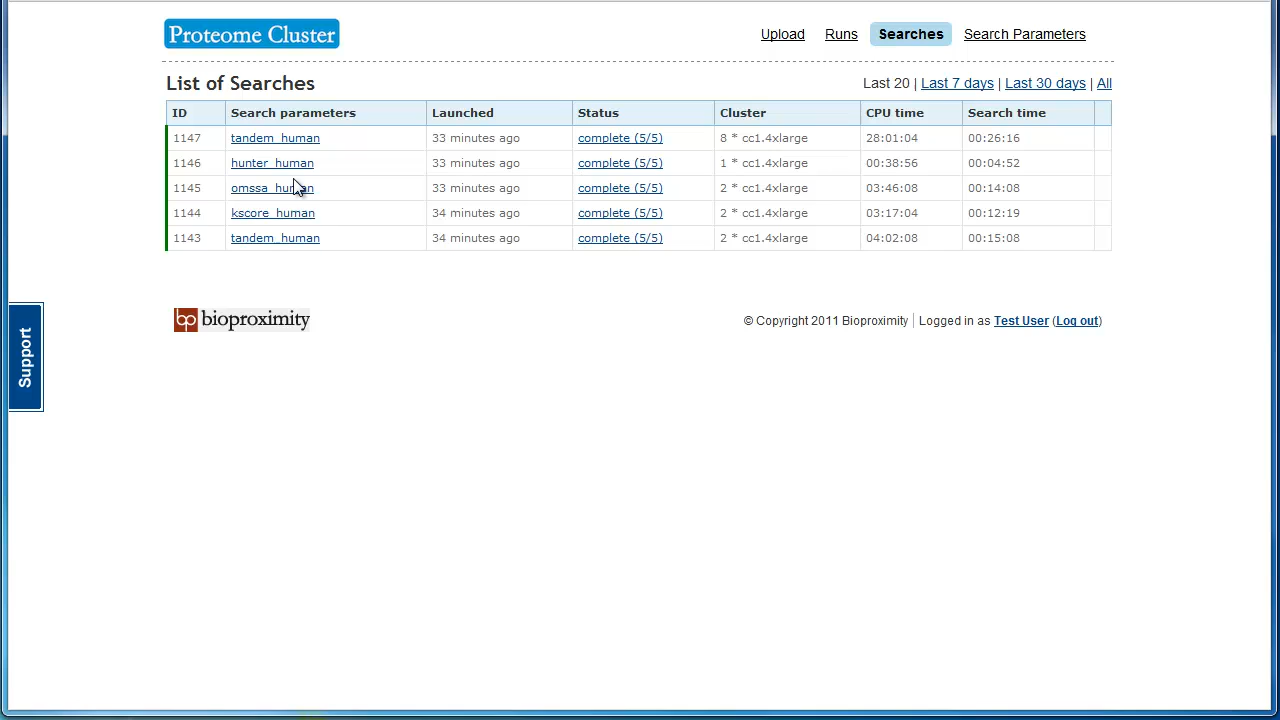 Proteome Cluster
Upload Runs Searches Search Parameters
List of Searches Last 20 | Last 7 days | Last 30 days | All
ID Search parameters Launched Status Cluster CPU time Search time
1147 tandem_human 33 minutes ago complete (5/5) 8 * cc1.4xlarge 28:01:04 00:26:16
1146 hunter_human 33 minutes ago complete (5/5) 1 * cc1.4xlarge 00:38:56 00:04:52
1145 omssa_human 33 minutes ago complete (5/5) 2 * cc1.4xlarge 03:46:08 00:14:08
1144 kscore_human 34 minutes ago complete (5/5) 2 * cc1.4xlarge 03:17:04 00:12:19
1143 tandem_human 34 minutes ago complete (5/5) 2 * cc1.4xlarge 04:02:08 00:15:08
Support
bp bioproximity
© Copyright 2011 Bioproximity | Logged in as Test User (Log out)